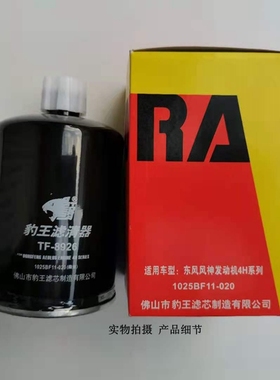 豹王滤清器
TF-8926
1025BF11-020
佛山市豹王滤芯制造有限公司
RA
适用车型：东风风神发动机4H系列
1025BF11-020
佛山市豹王滤芯制造有限公司
实物拍摄 产品细节